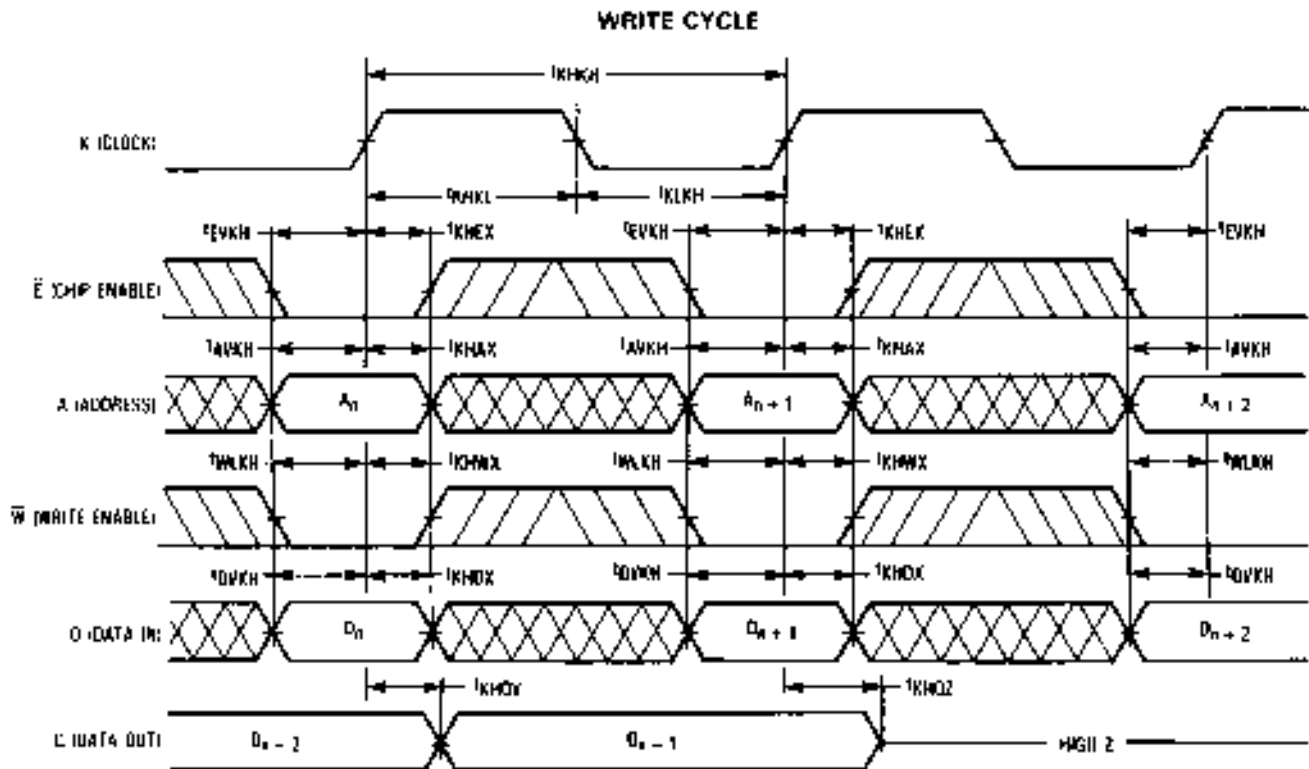 WRITE CYCLE
tKHKH
K (CLOCK)
tKHKL tKLKH
tEVKH tKHEX tEVKH tKHEX tEVKH
E̅ (CHIP ENABLE)
tAVKH tKHAX tAVKH tKHAX tAVKH
A (ADDRESS) An An + 1 An + 2
tWLKH tKHWX tWLKH tKHWX tWLKH
W̅ (WRITE ENABLE)
tDVKH tKHDX tDVKH tKHDX tDVKH
D (DATA IN) Dn Dn + 1 Dn + 2
tKHQV tKHQZ
(DATA OUT) n - 2 n - 1 HIGH Z